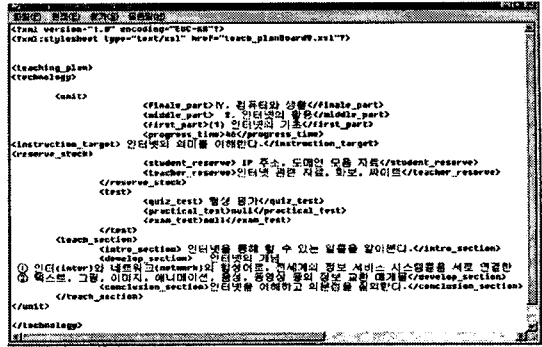 <?xml version="1.0" encoding="EUC-KR"?>
<?xml:stylesheet type="text/xsl" href="teach_planBoard9.xsl"?>
<teaching_plan>
<technology>
<unit>
<finale_part>Ⅳ. 컴퓨터와 생활</finale_part>
<middle_part> 2. 인터넷의 활용</middle_part>
<first_part>(1) 인터넷의 기초</first_part>
<progress_time>46</progress_time>
<instruction_target> 인터넷의 의미를 이해한다.</instruction_target>
<reserve_stuck>
<student_reserve> IP 주소, 도메인 모음 자료</student_reserve>
<teacher_reserve>인터넷 관련 자료, 화보, 싸이트</teacher_reserve>
</reserve_stuck>
<test>
<quiz_test> 형성 평가</quiz_test>
<practical_test>null</practical_test>
<exam_test>null</exam_test>
</test>
<teach_section>
<intro_section> 인터넷을 통해 할 수 있는 일들을 알아본다.</intro_section>
<develop_section> 인터넷의 개념
① 인터(inter)와 네트워크(network)의 합성어로, 전세계의 정보 서비스 시스템들을 서로 연결한
② 텍스트, 그림, 이미지, 애니메이션, 음성, 동영상 등의 정보 교환 매개물</develop_section>
<conclusion_section>인터넷을 이해하고 의문점을 질의한다.</conclusion_section>
</teach_section>
</unit>
</technology>